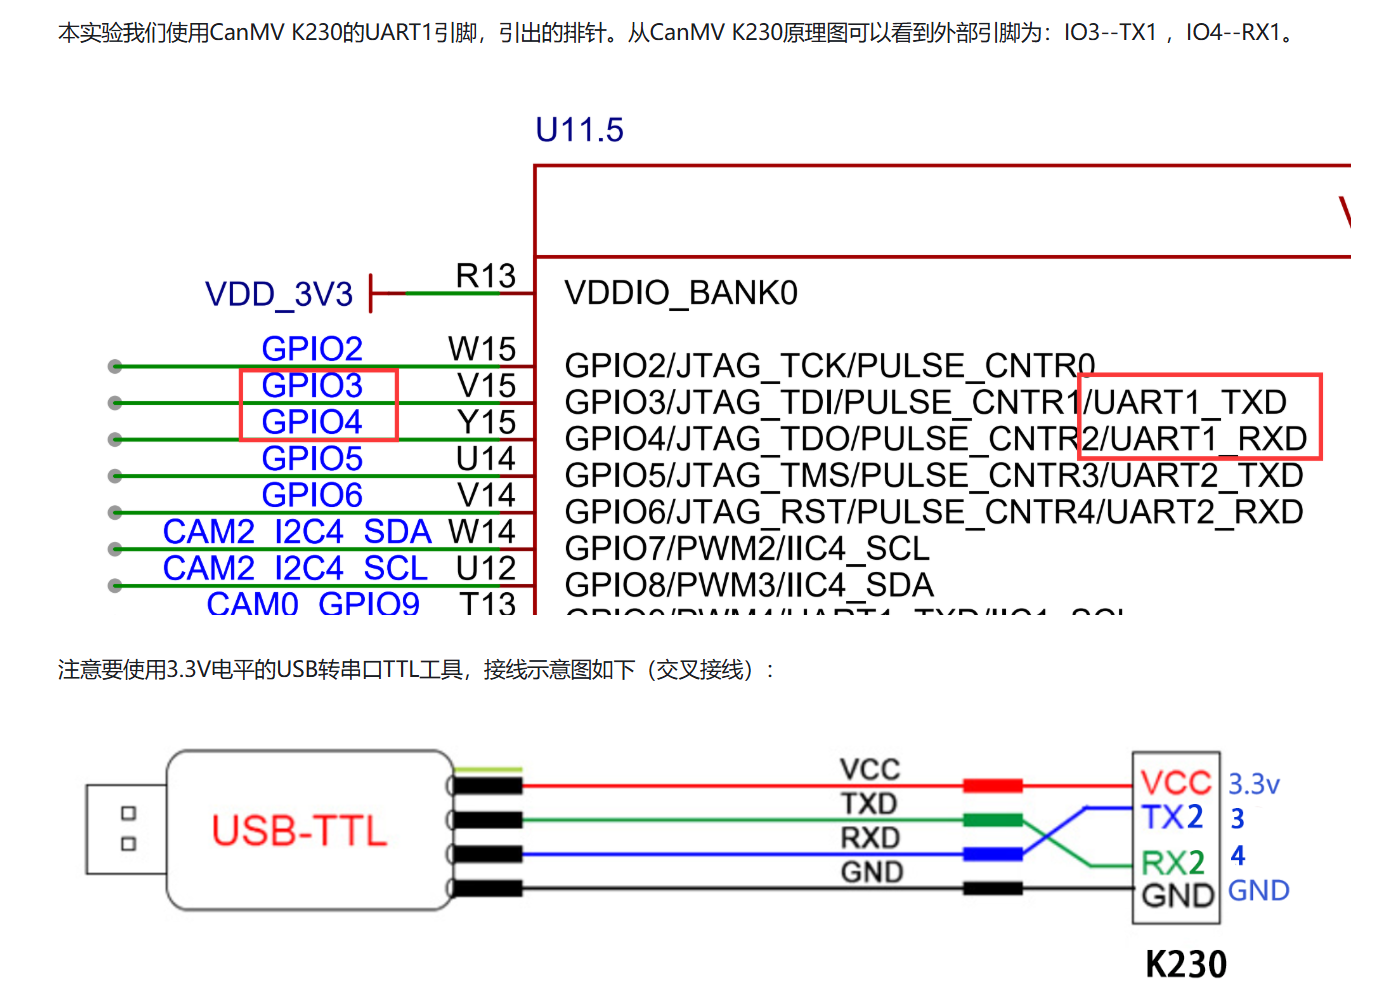 本实验我们使用CanMV K230的UART1引脚，引出的排针。从CanMV K230原理图可以看到外部引脚为：IO3--TX1 ，IO4--RX1。
U11.5
VDD_3V3 R13 VDDIO_BANK0
GPIO2 W15 GPIO2/JTAG_TCK/PULSE_CNTR0
GPIO3 V15 GPIO3/JTAG_TDI/PULSE_CNTR1/UART1_TXD
GPIO4 Y15 GPIO4/JTAG_TDO/PULSE_CNTR2/UART1_RXD
GPIO5 U14 GPIO5/JTAG_TMS/PULSE_CNTR3/UART2_TXD
GPIO6 V14 GPIO6/JTAG_RST/PULSE_CNTR4/UART2_RXD
CAM2_I2C4_SDA W14 GPIO7/PWM2/IIC4_SCL
CAM2_I2C4_SCL U12 GPIO8/PWM3/IIC4_SDA
CAM0_GPIO9 T13 GPIO9/PWM4/UART1_TXD/IIC1_SCL
注意要使用3.3V电平的USB转串口TTL工具，接线示意图如下（交叉接线）：
USB-TTL
VCC VCC 3.3v
TXD TX2 3
RXD RX2 4
GND GND GND
K230